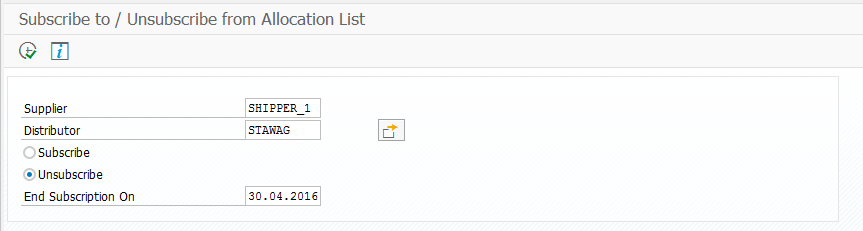 Subscribe to / Unsubscribe from Allocation List
Supplier SHIPPER_1
Distributor STAWAG
Subscribe
Unsubscribe
End Subscription On 30.04.2016